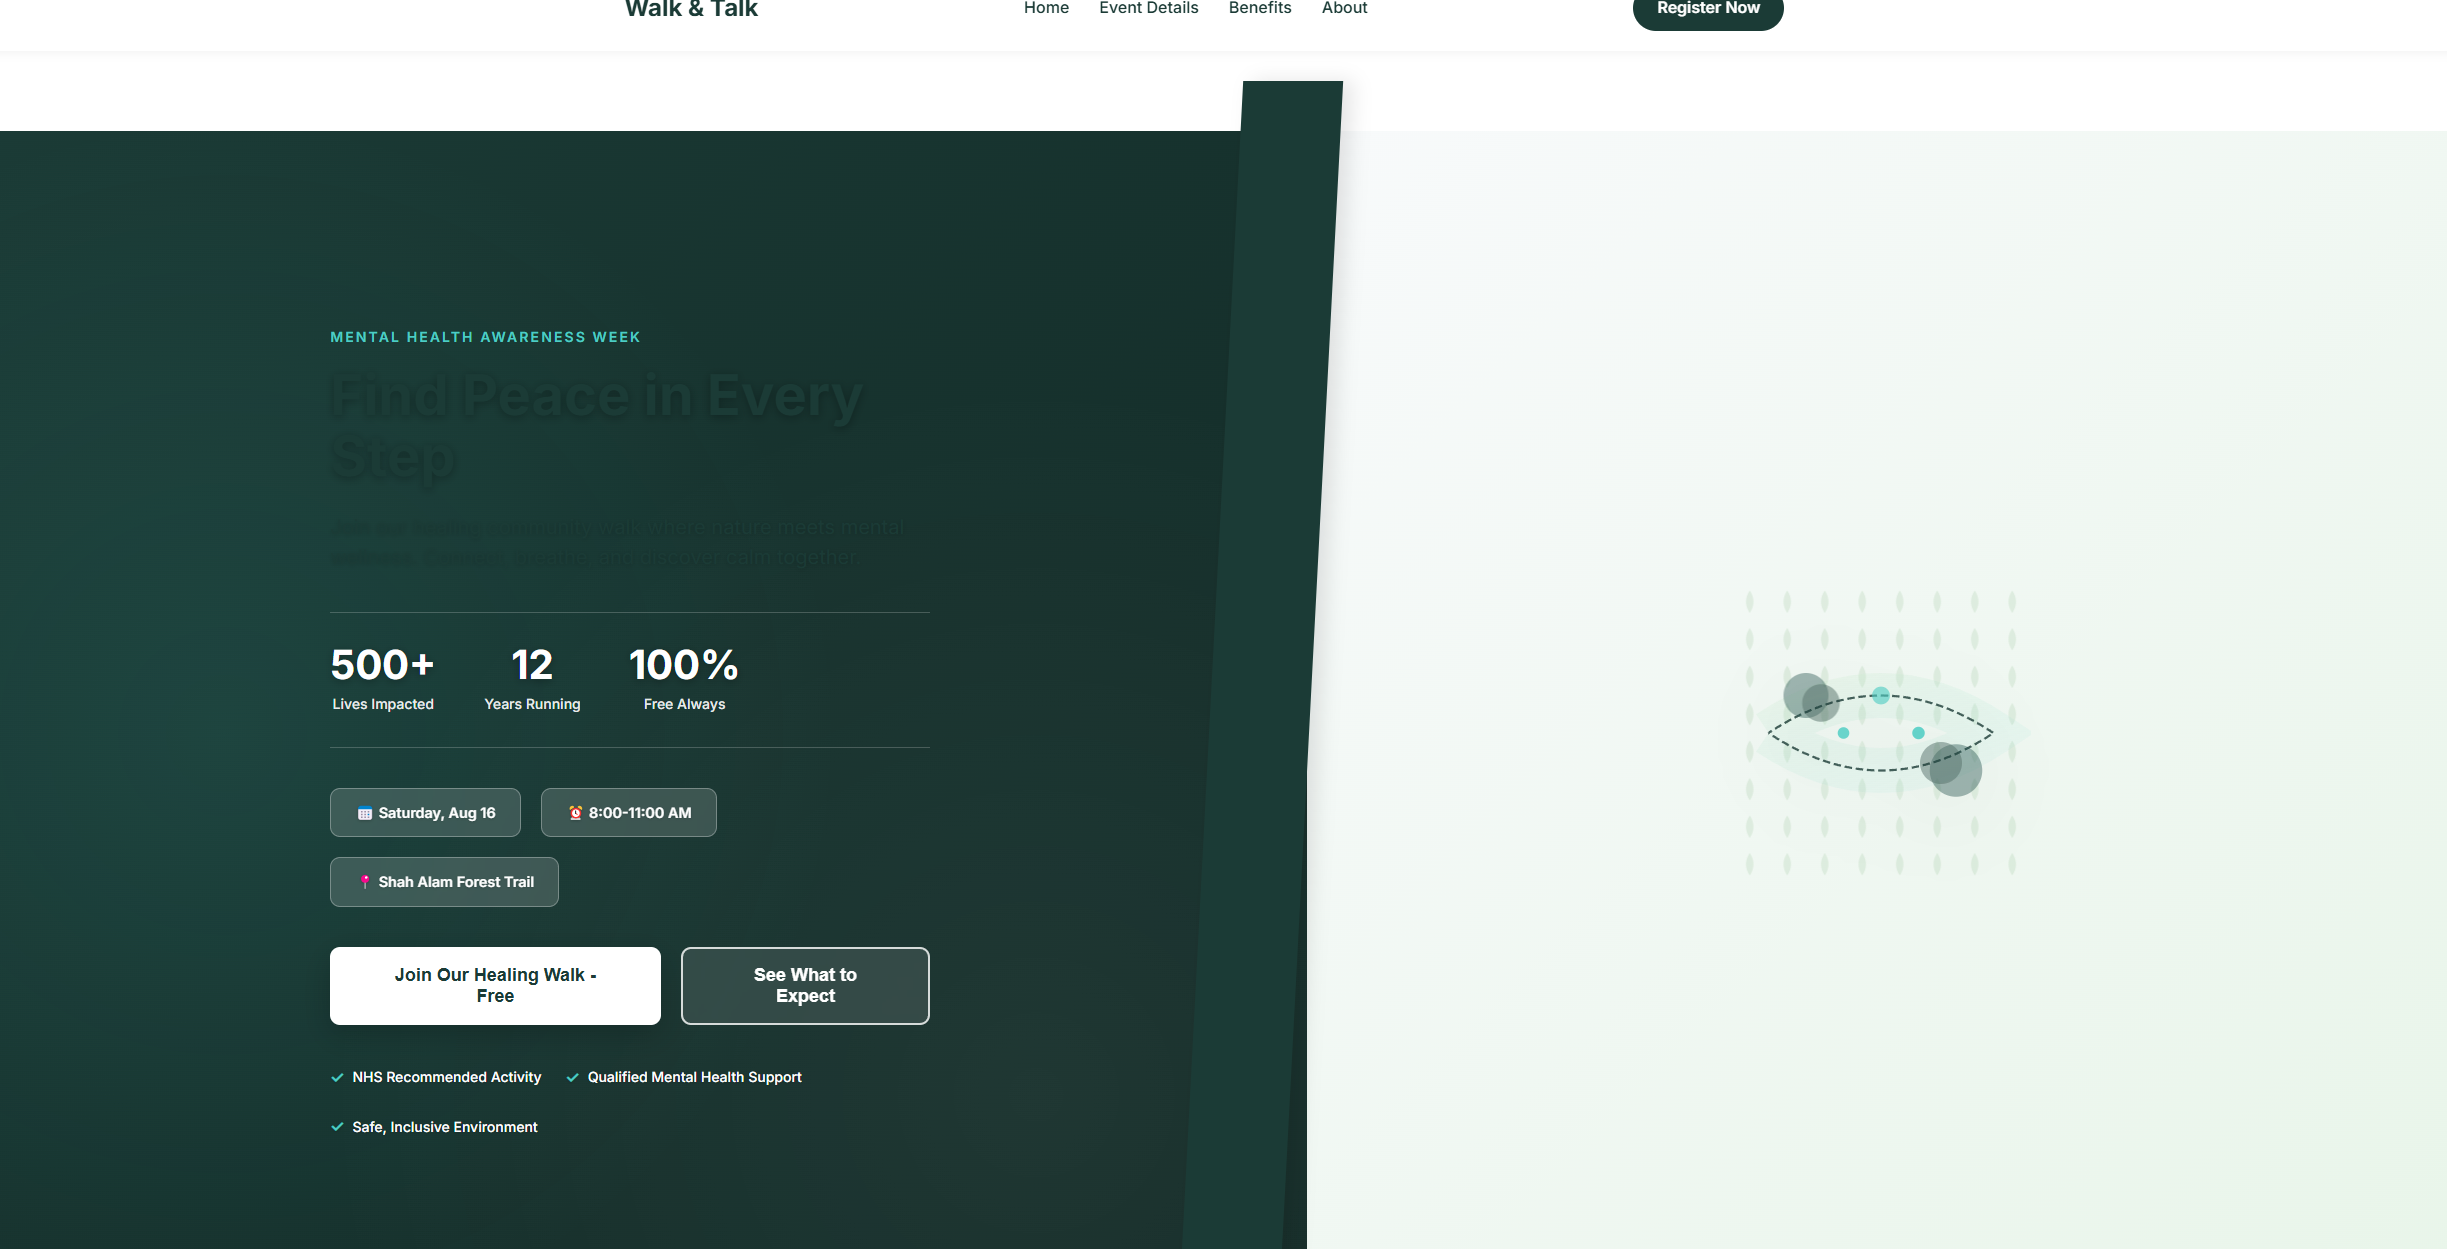 Walk & Talk
Home
Event Details
Benefits
About
Register Now
MENTAL HEALTH AWARENESS WEEK
Find Peace in Every
Step
Join our healing community walk where nature meets mental
wellness. Connect, breathe, and discover calm together.
500+
12
100%
Lives Impacted
Years Running
Free Always
Saturday, Aug 16
8:00-11:00 AM
Shah Alam Forest Trail
Join Our Healing Walk -
Free
See What to
Expect
NHS Recommended Activity
Qualified Mental Health Support
Safe, Inclusive Environment